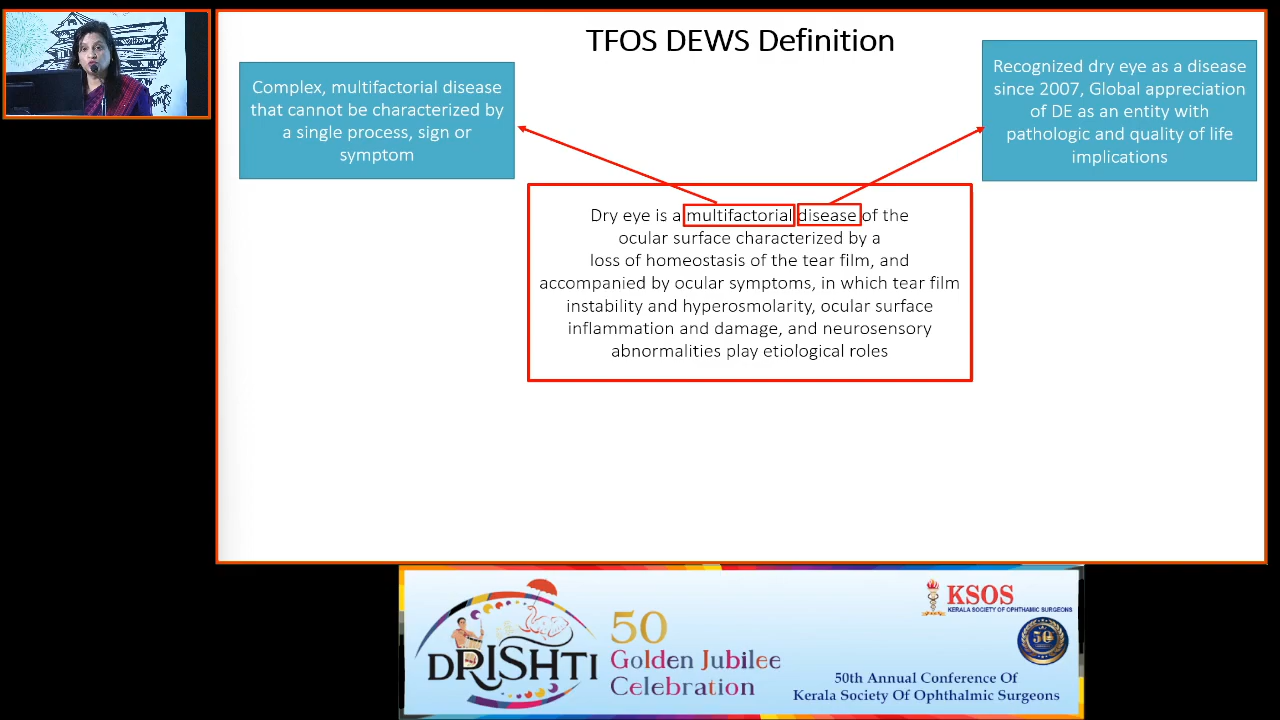 TFOS DEWS Definition
Complex, multifactorial disease
that cannot be characterized by
a single process, sign or
symptom
Recognized dry eye as a disease
since 2007, Global appreciation
of DE as an entity with
pathologic and quality of life
implications
Dry eye is a multifactorial disease of the
ocular surface characterized by a
loss of homeostasis of the tear film, and
accompanied by ocular symptoms, in which tear film
instability and hyperosmolarity, ocular surface
inflammation and damage, and neurosensory
abnormalities play etiological roles
DRISHTI
50
Golden Jubilee
Celebration
KSOS
KERALA SOCIETY OF OPHTHAMIC SURGEONS
50
50th Annual Conference Of
Kerala Society Of Ophthalmic Surgeons